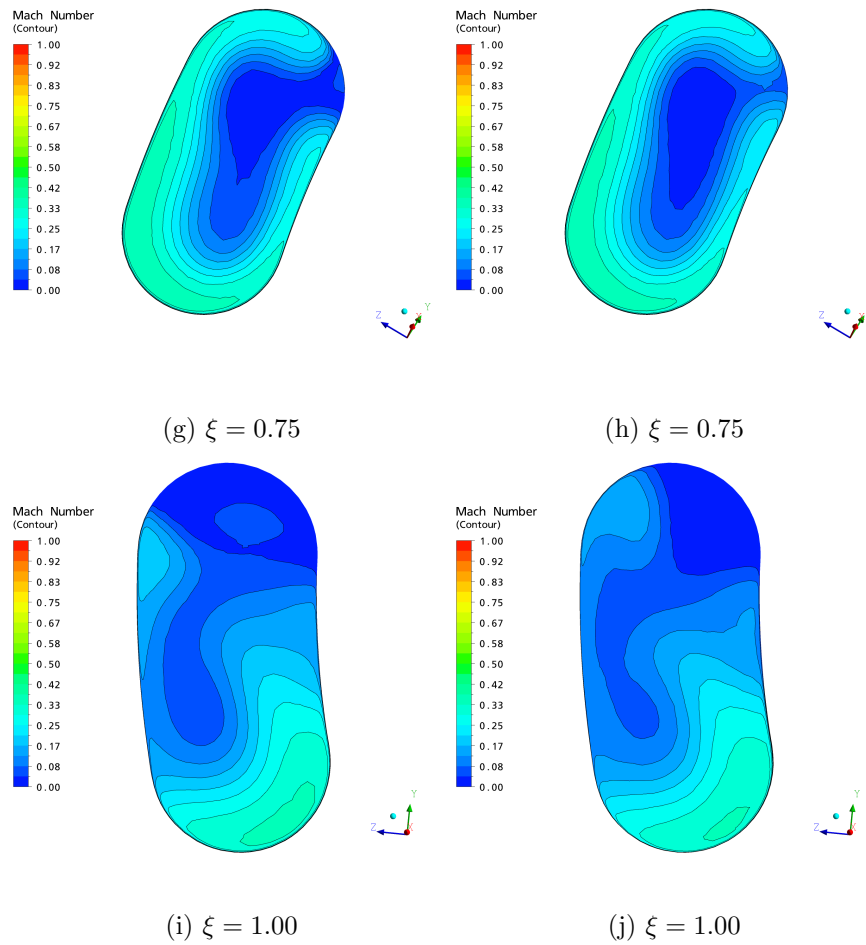 Mach Number
(Contour)
1.00
0.92
0.83
0.75
0.67
0.58
0.50
0.42
0.33
0.25
0.17
0.08
0.00
Z
X
Y
(g) ξ = 0.75
Mach Number
(Contour)
1.00
0.92
0.83
0.75
0.67
0.58
0.50
0.42
0.33
0.25
0.17
0.08
0.00
Z
X
Y
(h) ξ = 0.75
Mach Number
(Contour)
1.00
0.92
0.83
0.75
0.67
0.58
0.50
0.42
0.33
0.25
0.17
0.08
0.00
Y
Z
X
(i) ξ = 1.00
Mach Number
(Contour)
1.00
0.92
0.83
0.75
0.67
0.58
0.50
0.42
0.33
0.25
0.17
0.08
0.00
Y
Z
X
(j) ξ = 1.00